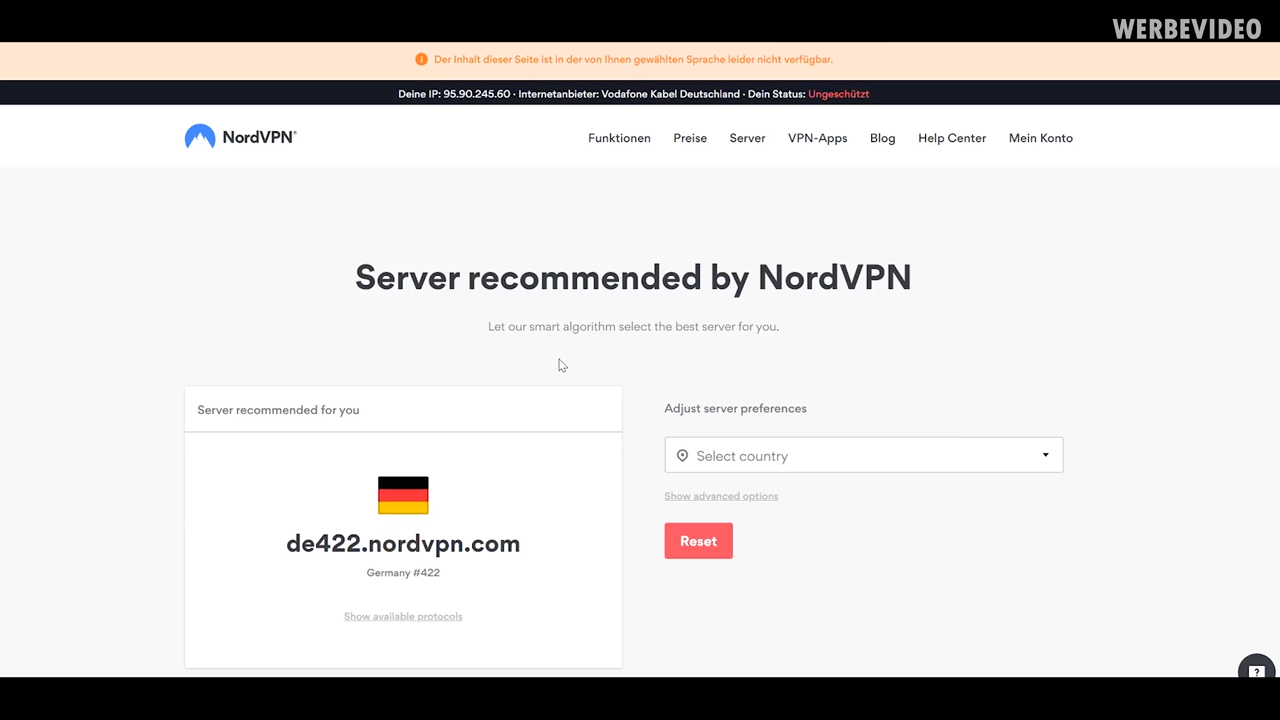 WERBEVIDEO
Der Inhalt dieser Seite ist in der von Ihnen gewählten Sprache leider nicht verfügbar.
Deine IP: 95.90.245.60 · Internetanbieter: Vodafone Kabel Deutschland · Dein Status: Ungeschützt
NordVPN®
Funktionen Preise Server VPN-Apps Blog Help Center Mein Konto
Server recommended by NordVPN
Let our smart algorithm select the best server for you.
Server recommended for you
Adjust server preferences
Select country
Show advanced options
Reset
de422.nordvpn.com
Germany #422
Show available protocols
?